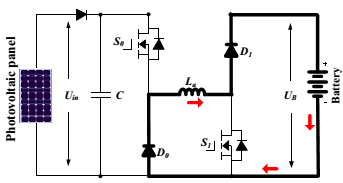 Photovoltaic panel
U_in
C
S_0
D_0
L_a
D_1
S_1
U_B
+
Battery